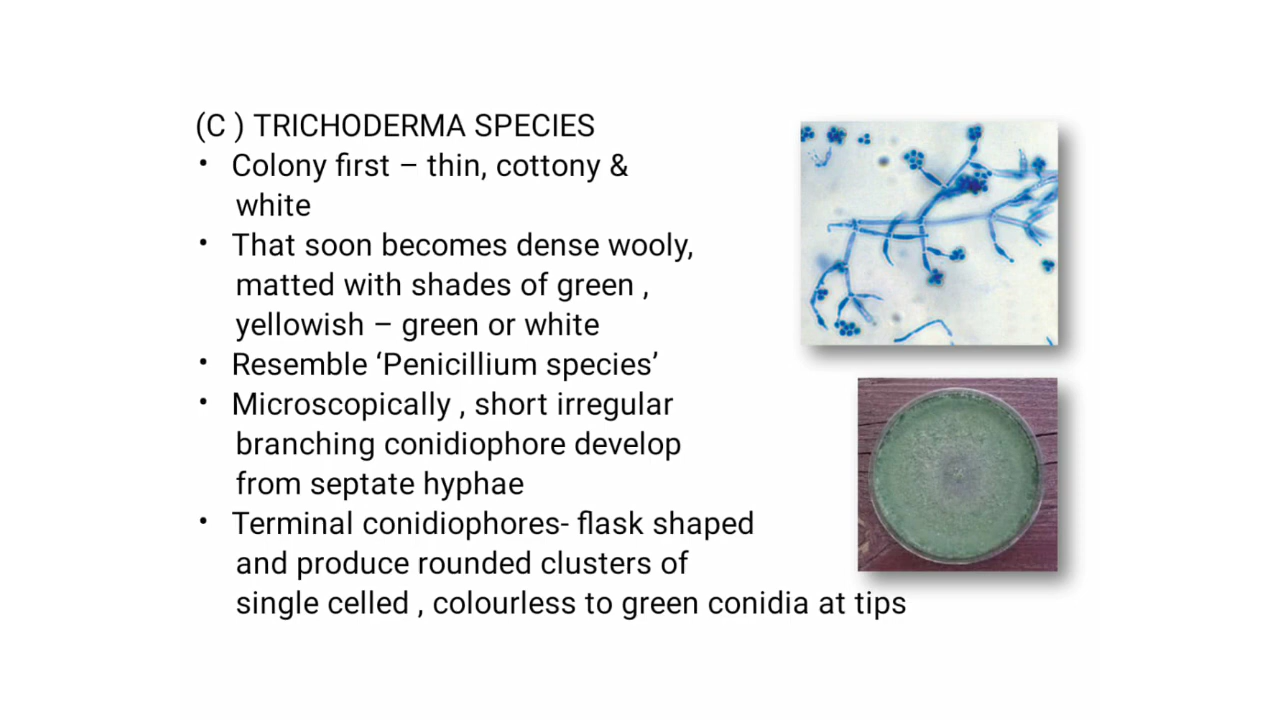 (C ) TRICHODERMA SPECIES
• Colony first – thin, cottony &
white
• That soon becomes dense wooly,
matted with shades of green ,
yellowish – green or white
• Resemble ‘Penicillium species’
• Microscopically , short irregular
branching conidiophore develop
from septate hyphae
• Terminal conidiophores- flask shaped
and produce rounded clusters of
single celled , colourless to green conidia at tips